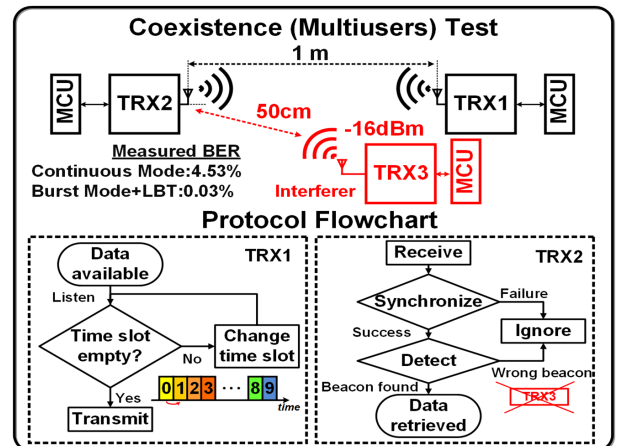 Coexistence (Multiusers) Test
1 m
MCU
TRX2
TRX1
MCU
50cm
-16dBm
Measured BER
Continuous Mode:4.53%
Burst Mode+LBT:0.03%
Interferer
TRX3
MCU
Protocol Flowchart
TRX1
Data
available
Listen
Time slot
empty?
No
Change
time slot
Yes
Transmit
0 1 2 3 ··· 8 9
time
TRX2
Receive
Synchronize
Failure
Ignore
Success
Detect
Wrong beacon
Beacon found
TRX3
Data
retrieved